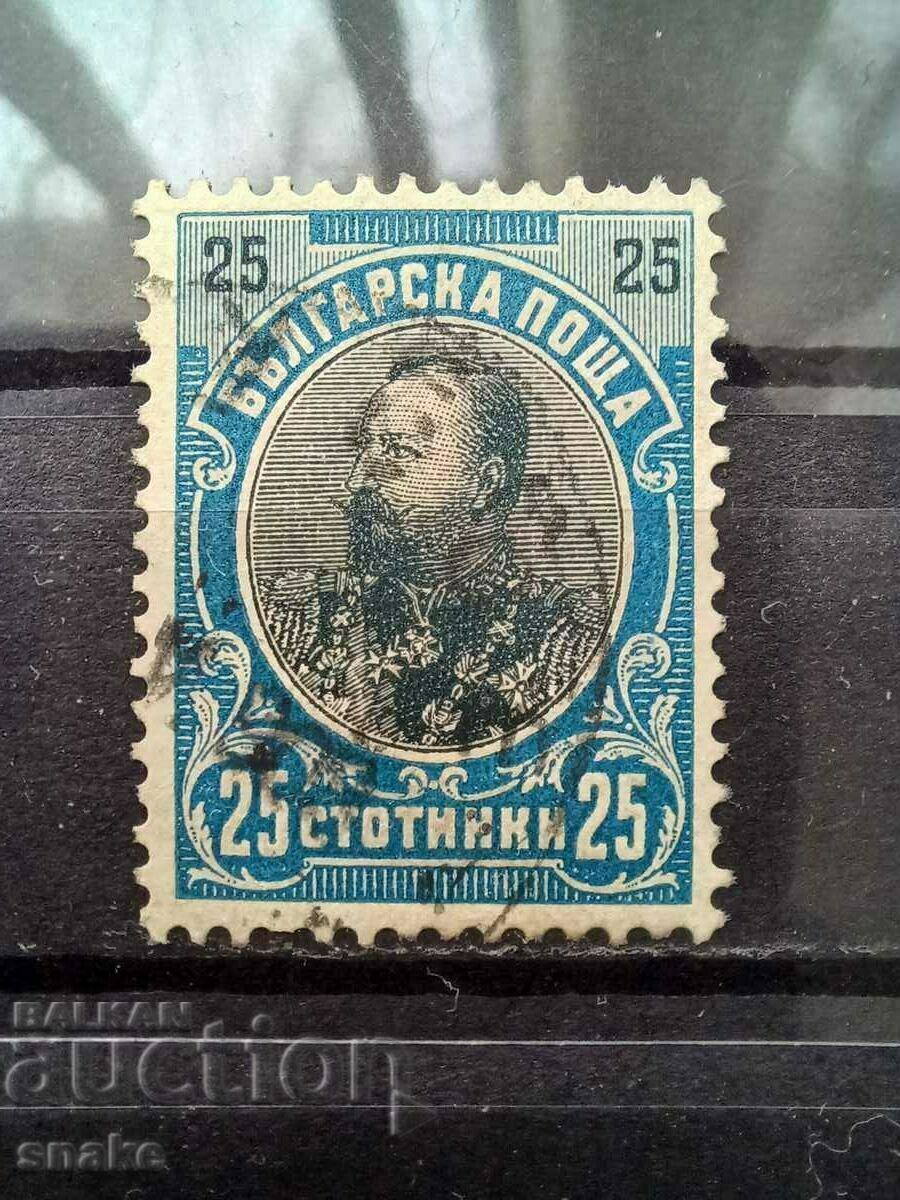 25 25
БЪЛГАРСКА ПОЩА
25 СТОТИНКИ 25
BALKAN
auction
snake